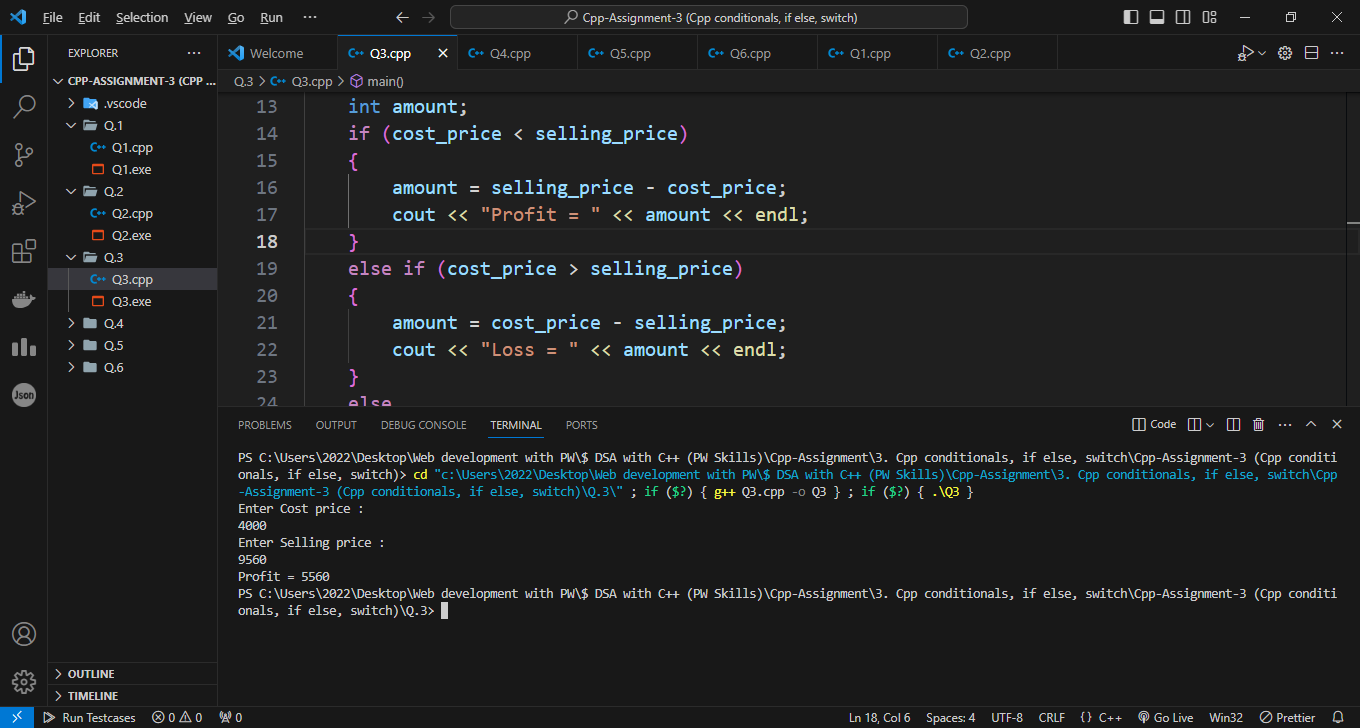 File Edit Selection View Go Run ··· Cpp-Assignment-3 (Cpp conditionals, if else, switch)
EXPLORER ···
CPP-ASSIGNMENT-3 (CPP ...
.vscode
Q.1
C++ Q1.cpp
Q1.exe
Q.2
C++ Q2.cpp
Q2.exe
Q.3
C++ Q3.cpp
Q3.exe
Q.4
Q.5
Q.6
OUTLINE
TIMELINE
Json
Welcome C++ Q3.cpp C++ Q4.cpp C++ Q5.cpp C++ Q6.cpp C++ Q1.cpp C++ Q2.cpp
Q.3 > C++ Q3.cpp > main()
13 int amount;
14 if (cost_price < selling_price)
15 {
16 amount = selling_price - cost_price;
17 cout << "Profit = " << amount << endl;
18 }
19 else if (cost_price > selling_price)
20 {
21 amount = cost_price - selling_price;
22 cout << "Loss = " << amount << endl;
23 }
24 else
PROBLEMS OUTPUT DEBUG CONSOLE TERMINAL PORTS Code
PS C:\Users\2022\Desktop\Web development with PW\$ DSA with C++ (PW Skills)\Cpp-Assignment\3. Cpp conditionals, if else, switch\Cpp-Assignment-3 (Cpp conditi
onals, if else, switch)> cd "c:\Users\2022\Desktop\Web development with PW\$ DSA with C++ (PW Skills)\Cpp-Assignment\3. Cpp conditionals, if else, switch\Cpp
-Assignment-3 (Cpp conditionals, if else, switch)\Q.3\" ; if ($?) { g++ Q3.cpp -o Q3 } ; if ($?) { .\Q3 }
Enter Cost price :
4000
Enter Selling price :
9560
Profit = 5560
PS C:\Users\2022\Desktop\Web development with PW\$ DSA with C++ (PW Skills)\Cpp-Assignment\3. Cpp conditionals, if else, switch\Cpp-Assignment-3 (Cpp conditi
onals, if else, switch)\Q.3>
Run Testcases 0 0 0 Ln 18, Col 6 Spaces: 4 UTF-8 CRLF {} C++ Go Live Win32 Prettier